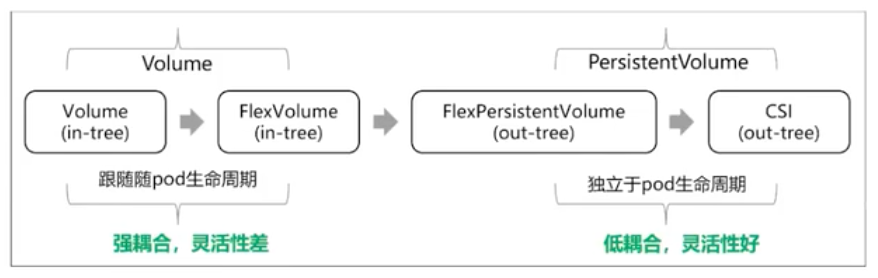 Volume
PersistentVolume
Volume
(in-tree)
FlexVolume
(in-tree)
FlexPersistentVolume
(out-tree)
CSI
(out-tree)
跟随随pod生命周期
独立于pod生命周期
强耦合，灵活性差
低耦合，灵活性好